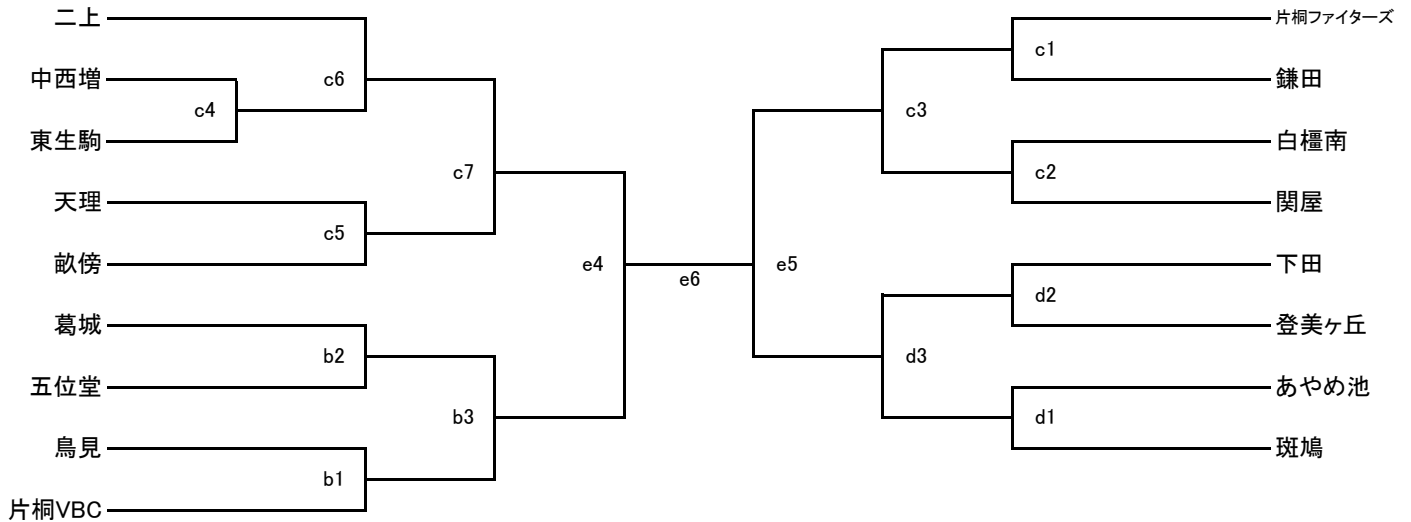 二上
中西増
東生駒
天理
畝傍
葛城
五位堂
鳥見
片桐VBC
c4
c6
c5
c7
b2
b1
b3
e4
e6
e5
c3
d3
c1
c2
d2
d1
片桐ファイターズ
鎌田
白橿南
関屋
下田
登美ヶ丘
あやめ池
斑鳩